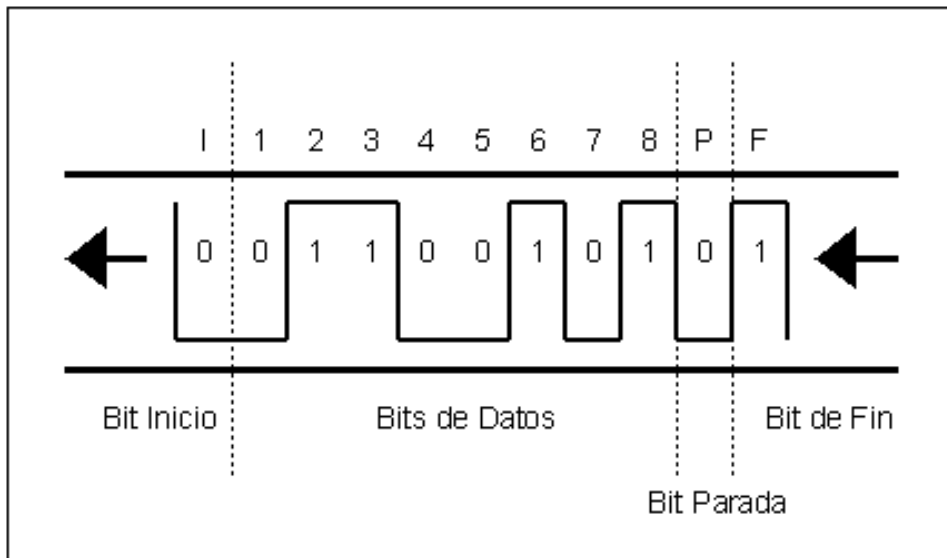 I 1 2 3 4 5 6 7 8 P F
0 0 1 1 0 0 1 0 1 0 1
Bit Inicio Bits de Datos Bit de Fin
Bit Parada